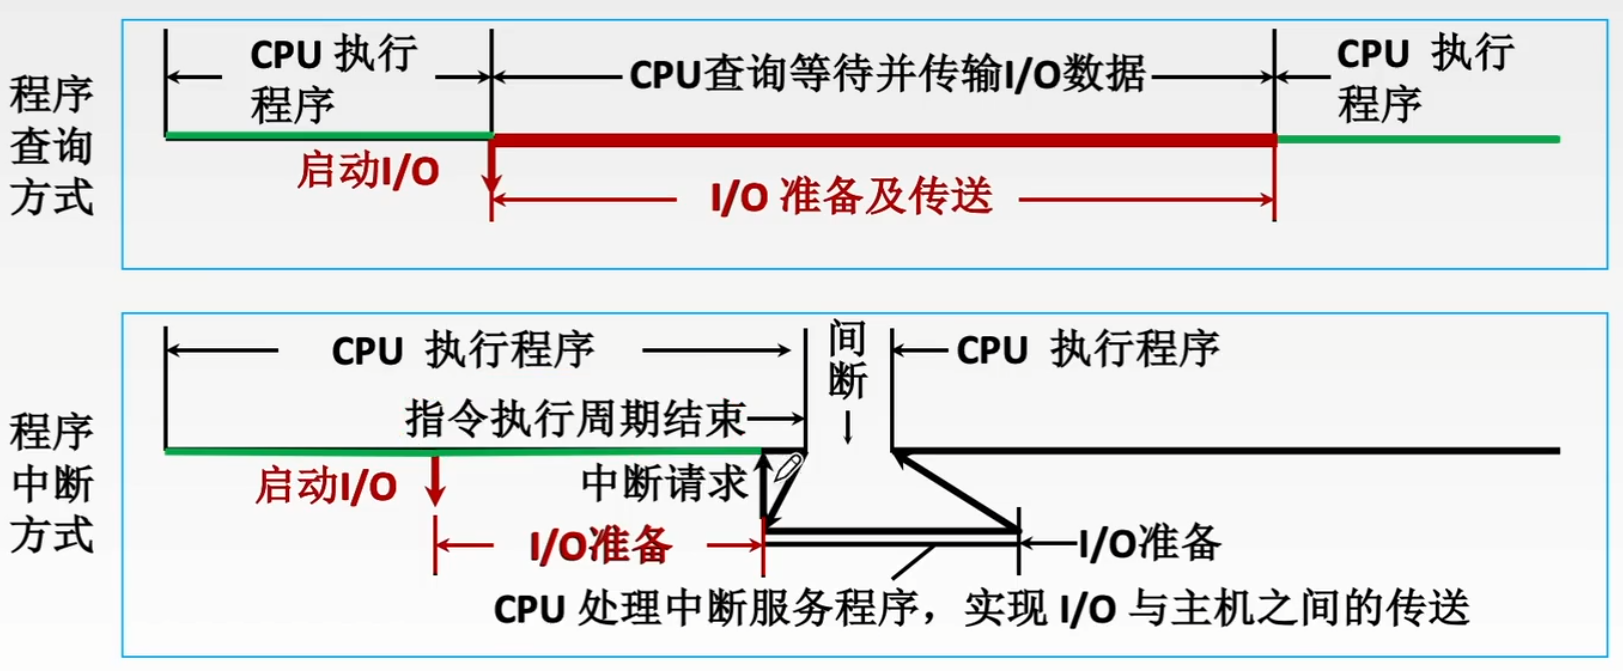 程序
查询
方式
CPU 执行
程序
CPU查询等待并传输I/O数据
CPU 执行
程序
启动I/O
I/O 准备及传送
程序
中断
方式
CPU 执行程序
间
断
CPU 执行程序
指令执行周期结束
启动I/O
中断请求
I/O准备
I/O准备
CPU 处理中断服务程序，实现 I/O 与主机之间的传送